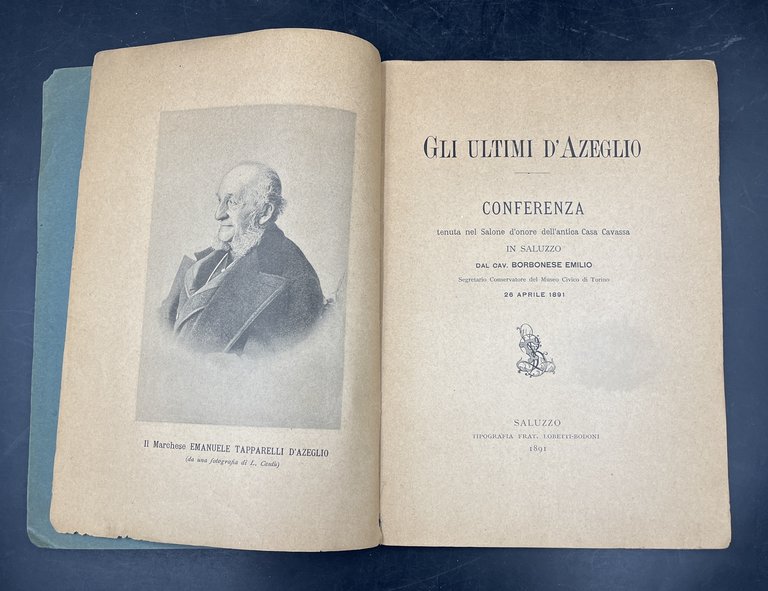 Il Marchese EMANUELE TAPPARELLI D'AZEGLIO
(da una fotografia di L. Cantù)
GLI ULTIMI D'AZEGLIO
CONFERENZA
tenuta nel Salone d'onore dell'antica Casa Cavassa
IN SALUZZO
DAL CAV. BORBONESE EMILIO
Segretario Conservatore del Museo Civico di Torino
26 APRILE 1891
SALUZZO
TIPOGRAFIA FRAT. LOBETTI-BODONI
1891